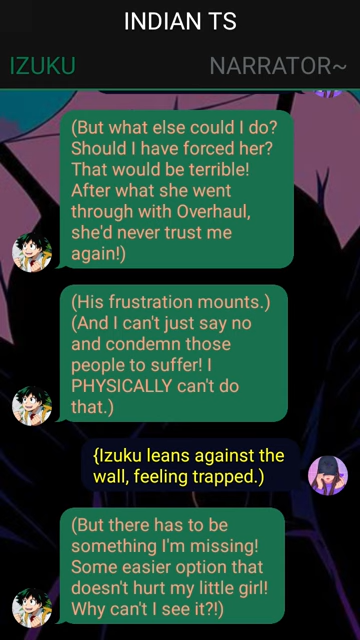 INDIAN TS
IZUKU
NARRATOR~
(But what else could I do?
Should I have forced her?
That would be terrible!
After what she went
through with Overhaul,
she'd never trust me
again!)
(His frustration mounts.)
(And I can't just say no
and condemn those
people to suffer! I
PHYSICALLY can't do
that.)
{Izuku leans against the
wall, feeling trapped.)
(But there has to be
something I'm missing!
Some easier option that
doesn't hurt my little girl!
Why can't I see it?!)